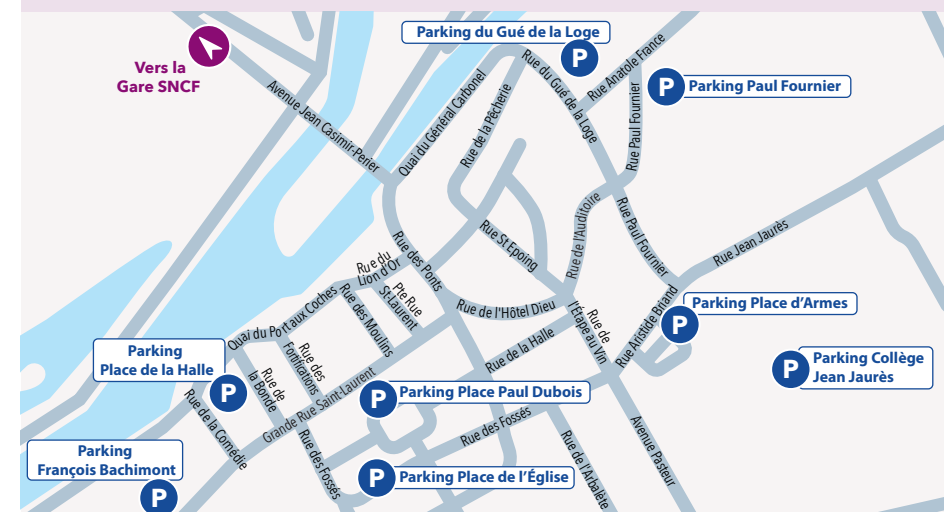 Parking du Gué de la Loge
P
Vers la
Gare SNCF
Avenue Jean Casimir-Perier
Quai du Général Carbonel
Rue de la Pêcherie
Rue du Gué de la Loge
Rue Anatole France
P
Parking Paul Fournier
Rue Paul Fournier
Rue de l'Auditoire
Rue Paul Fournier
Rue Jean Jaurès
Rue St Epoing
Rue des Ponts
Rue du
Lion d'Or
Pte Rue
St-Laurent
Rue des Moulins
Quai du Port aux Coches
Rue de l'Hôtel Dieu
Rue de
l'Étape au Vin
Rue Aristide Briand
Parking Place d'Armes
P
Rue de la Halle
Parking
Place de la Halle
P
Rue des
Fortifications
Rue de
la Bonde
Grande Rue Saint-Laurent
Rue de la Comédie
P
Parking Place Paul Dubois
P
Parking Collège
Jean Jaurès
Rue des Fossés
Rue des Fossés
Rue de l'Arbalète
Avenue Pasteur
Parking
François Bachimont
P
P
Parking Place de l'Église